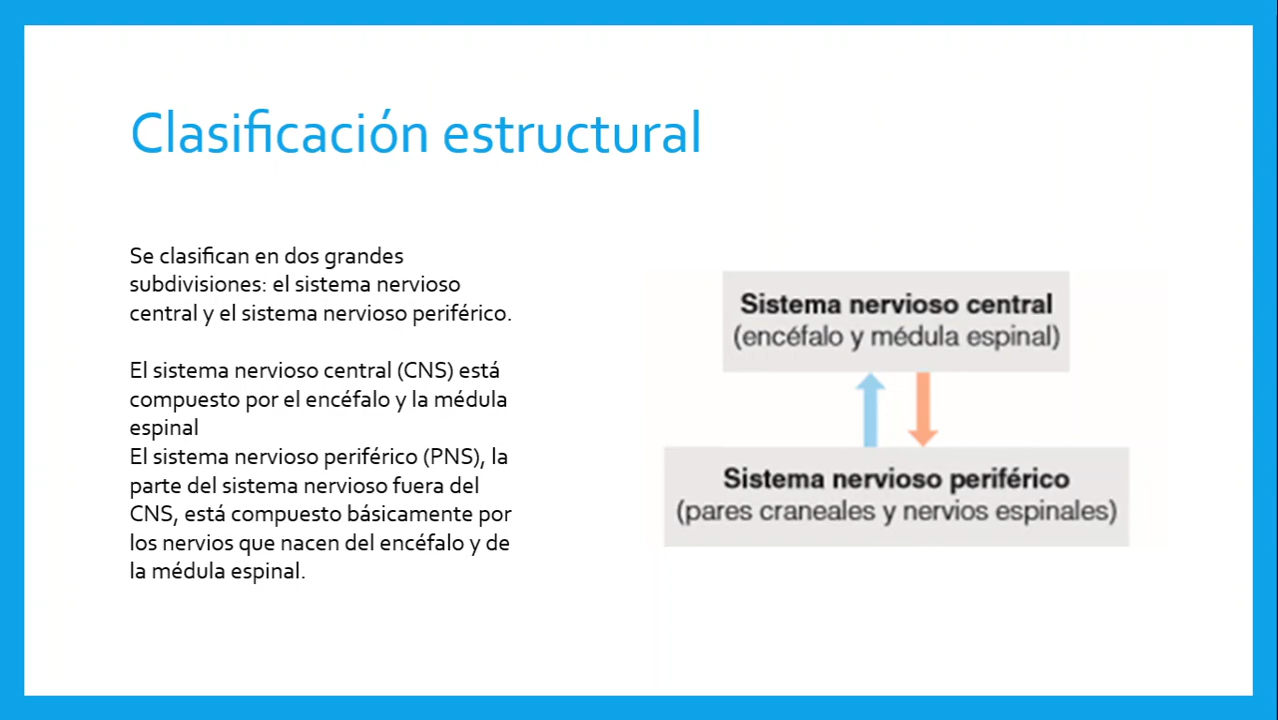 Clasificación estructural
Se clasifican en dos grandes
subdivisiones: el sistema nervioso
central y el sistema nervioso periférico.
El sistema nervioso central (CNS) está
compuesto por el encéfalo y la médula
espinal
El sistema nervioso periférico (PNS), la
parte del sistema nervioso fuera del
CNS, está compuesto básicamente por
los nervios que nacen del encéfalo y de
la médula espinal.
Sistema nervioso central
(encéfalo y médula espinal)
Sistema nervioso periférico
(pares craneales y nervios espinales)